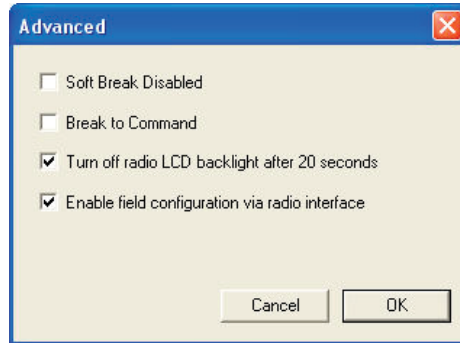 Advanced
Soft Break Disabled
Break to Command
Turn off radio LCD backlight after 20 seconds
Enable field configuration via radio interface
Cancel OK